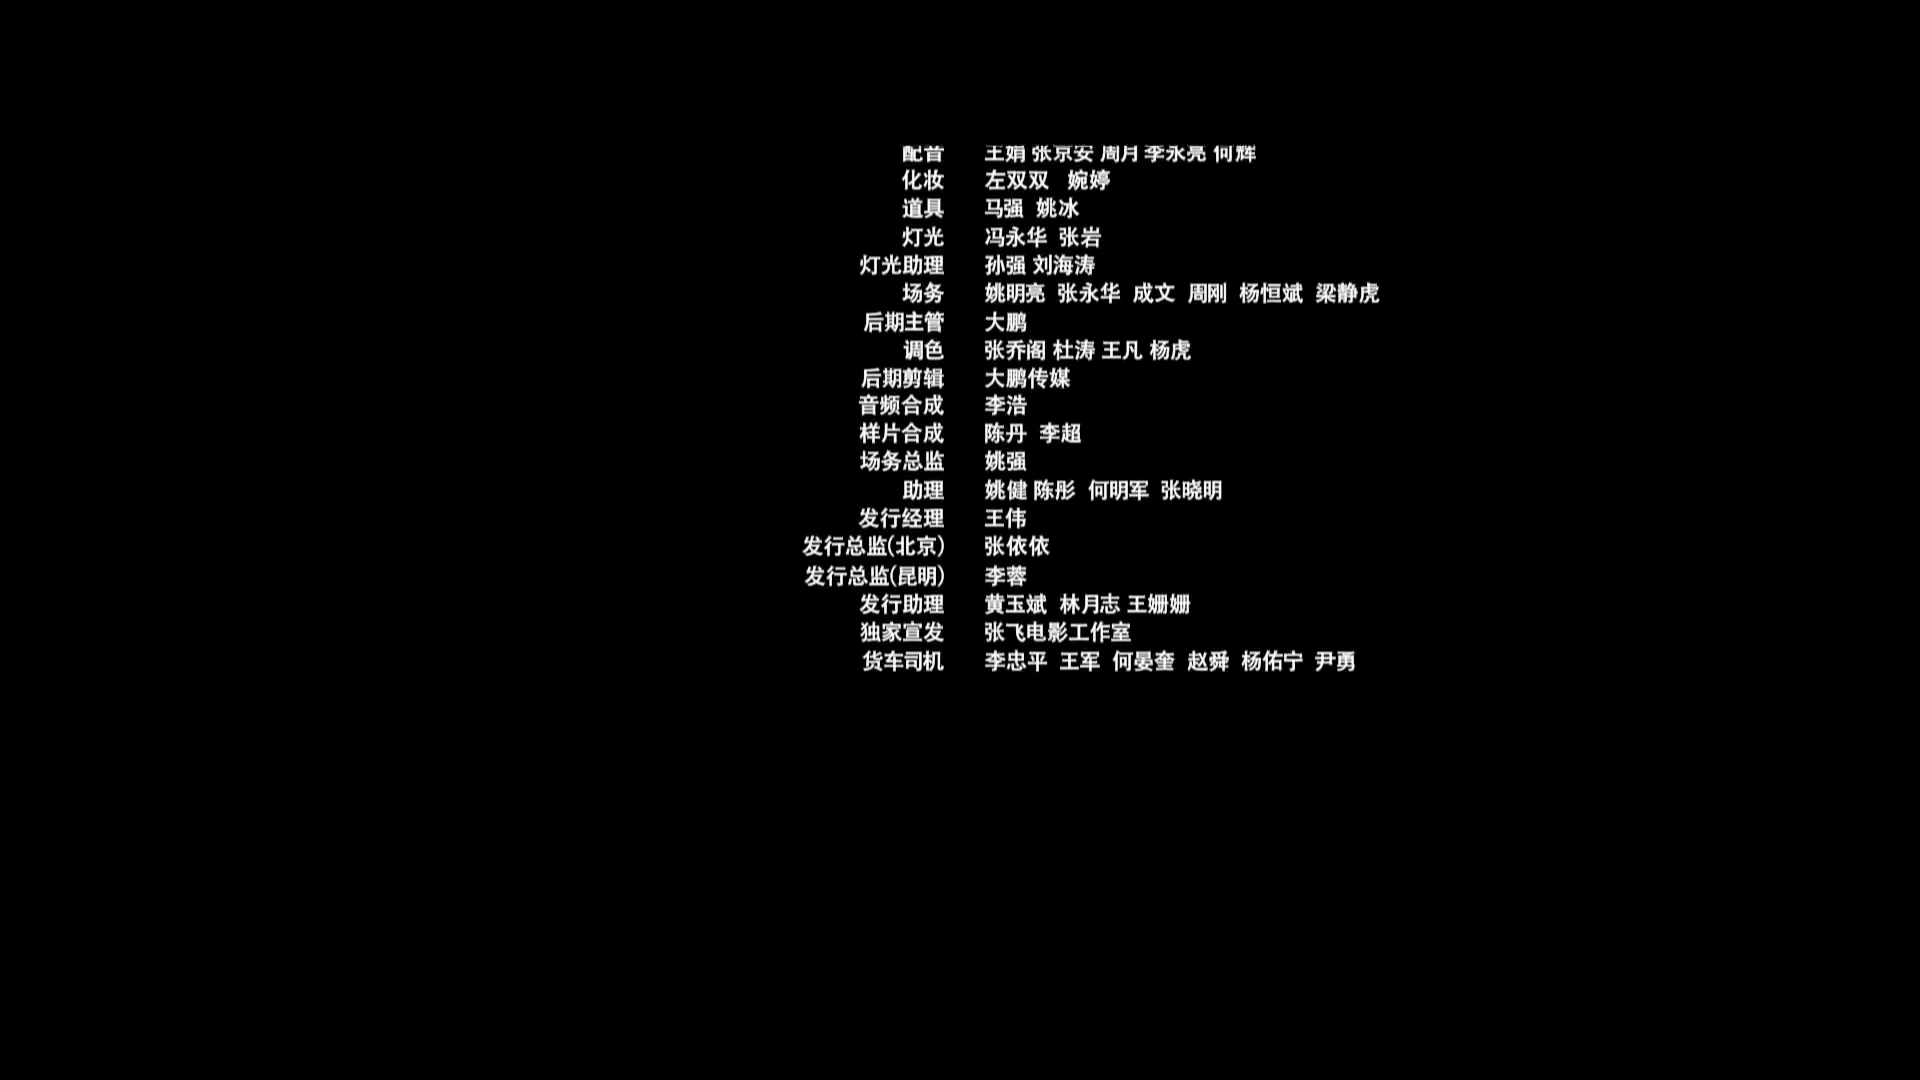 配音 王娟 张京安 周月 李永亮 何辉
化妆 左双双 婉婷
道具 马强 姚冰
灯光 冯永华 张岩
灯光助理 孙强 刘海涛
场务 姚明亮 张永华 成文 周刚 杨恒斌 梁静虎
后期主管 大鹏
调色 张乔阁 杜涛 王凡 杨虎
后期剪辑 大鹏传媒
音频合成 李浩
样片合成 陈丹 李超
场务总监 姚强
助理 姚健 陈彤 何明军 张晓明
发行经理 王伟
发行总监(北京) 张依依
发行总监(昆明) 李蓉
发行助理 黄玉斌 林月志 王姗姗
独家宣发 张飞电影工作室
货车司机 李忠平 王军 何晏奎 赵舜 杨佑宁 尹勇